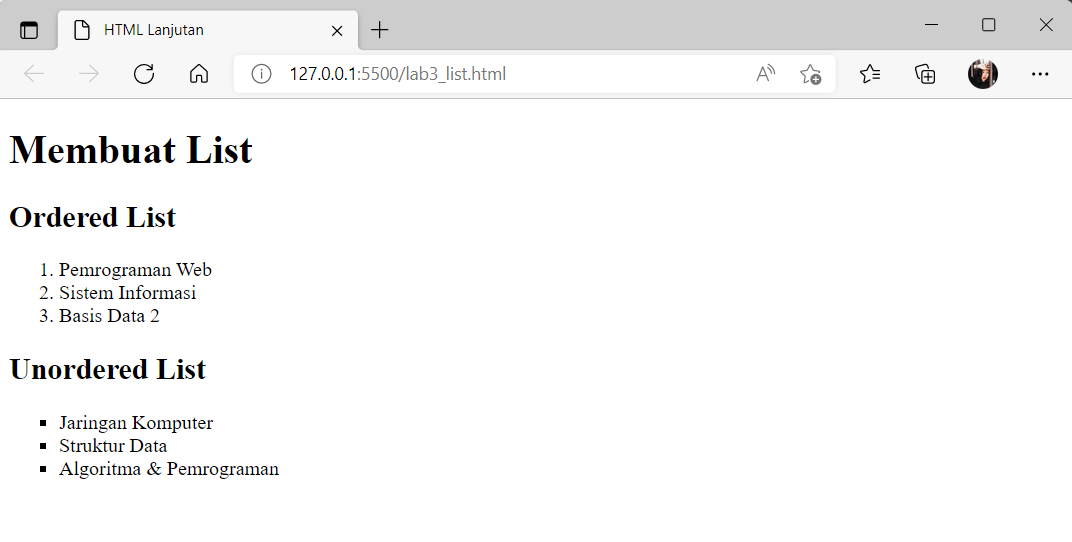 HTML Lanjutan
127.0.0.1:5500/lab3_list.html
Membuat List
Ordered List
1. Pemrograman Web
2. Sistem Informasi
3. Basis Data 2
Unordered List
▪ Jaringan Komputer
▪ Struktur Data
▪ Algoritma & Pemrograman